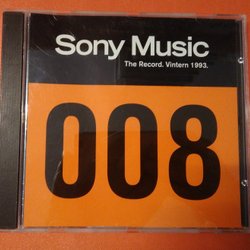 Sony Music
The Record. Vintern 1993.
008